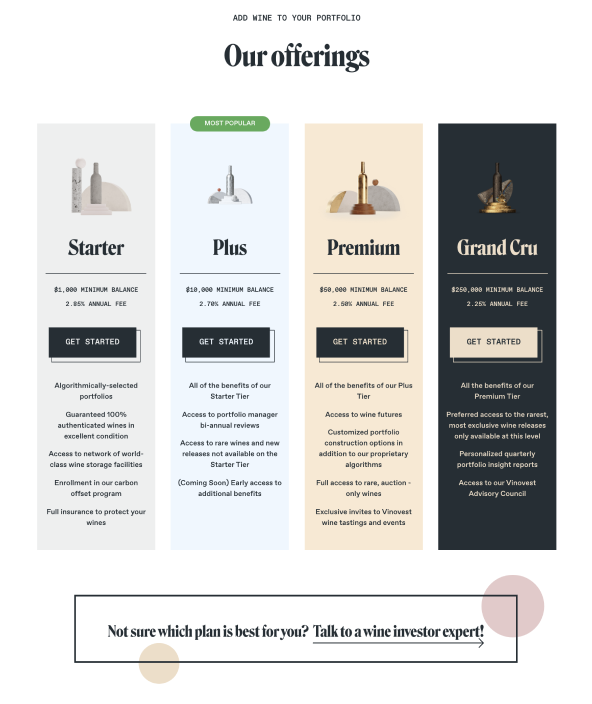 ADD WINE TO YOUR PORTFOLIO
Our offerings
Starter
$1,000 MINIMUM BALANCE
2.85% ANNUAL FEE
GET STARTED
Algorithmically-selected
portfolios
Guaranteed 100%
authenticated wines in
excellent condition
Access to network of world-
class wine storage facilities
Enrollment in our carbon
offset program
Full insurance to protect your
wines
MOST POPULAR
Plus
$10,000 MINIMUM BALANCE
2.70% ANNUAL FEE
GET STARTED
All of the benefits of our
Starter Tier
Access to portfolio manager
bi-annual reviews
Access to rare wines and new
releases not available on the
Starter Tier
(Coming Soon) Early access to
additional benefits
Premium
$50,000 MINIMUM BALANCE
2.50% ANNUAL FEE
GET STARTED
All of the benefits of our Plus
Tier
Access to wine futures
Customized portfolio
construction options in
addition to our proprietary
algorithms
Full access to rare, auction -
only wines
Exclusive invites to Vinovest
wine tastings and events
Grand Cru
$250,000 MINIMUM BALANCE
2.25% ANNUAL FEE
GET STARTED
All the benefits of our
Premium Tier
Preferred access to the rarest,
most exclusive wine releases
only available at this level
Personalized quarterly
portfolio insight reports
Access to our Vinovest
Advisory Council
Not sure which plan is best for you? Talk to a wine investor expert!